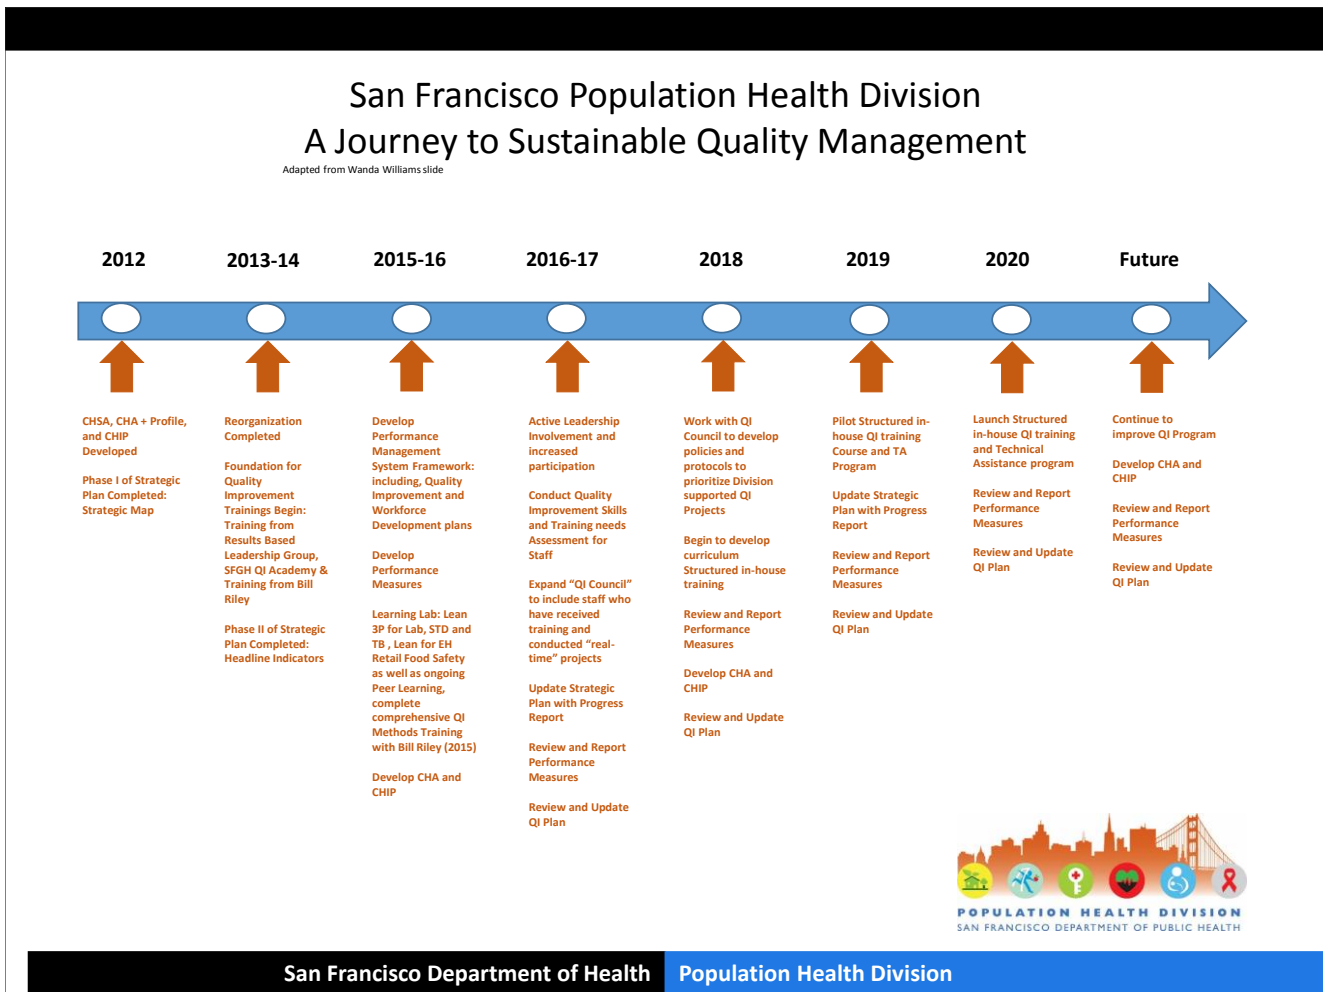 San Francisco Population Health Division
A Journey to Sustainable Quality Management
Adapted from Wanda Williams slide
2012
2013-14
2015-16
2016-17
2018
2019
2020
Future
CHSA, CHA + Profile,
and CHIP
Developed
Phase I of Strategic
Plan Completed:
Strategic Map
Reorganization
Completed
Foundation for
Quality
Improvement
Trainings Begin:
Training from
Results Based
Leadership Group,
SFGH QI Academy &
Training from Bill
Riley
Phase II of Strategic
Plan Completed:
Headline Indicators
Develop
Performance
Management
System Framework:
including, Quality
Improvement and
Workforce
Development plans
Develop
Performance
Measures
Learning Lab: Lean
3P for Lab, STD and
TB , Lean for EH
Retail Food Safety
as well as ongoing
Peer Learning,
complete
comprehensive QI
Methods Training
with Bill Riley (2015)
Develop CHA and
CHIP
Active Leadership
Involvement and
increased
participation
Conduct Quality
Improvement Skills
and Training needs
Assessment for
Staff
Expand “QI Council”
to include staff who
have received
training and
conducted “real-
time” projects
Update Strategic
Plan with Progress
Report
Review and Report
Performance
Measures
Review and Update
QI Plan
Work with QI
Council to develop
policies and
protocols to
prioritize Division
supported QI
Projects
Begin to develop
curriculum
Structured in-house
training
Review and Report
Performance
Measures
Develop CHA and
CHIP
Review and Update
QI Plan
Pilot Structured in-
house QI training
Course and TA
Program
Update Strategic
Plan with Progress
Report
Review and Report
Performance
Measures
Review and Update
QI Plan
Launch Structured
in-house QI training
and Technical
Assistance program
Review and Report
Performance
Measures
Review and Update
QI Plan
Continue to
improve QI Program
Develop CHA and
CHIP
Review and Report
Performance
Measures
Review and Update
QI Plan
POPULATION HEALTH DIVISION
SAN FRANCISCO DEPARTMENT OF PUBLIC HEALTH
San Francisco Department of Health
Population Health Division